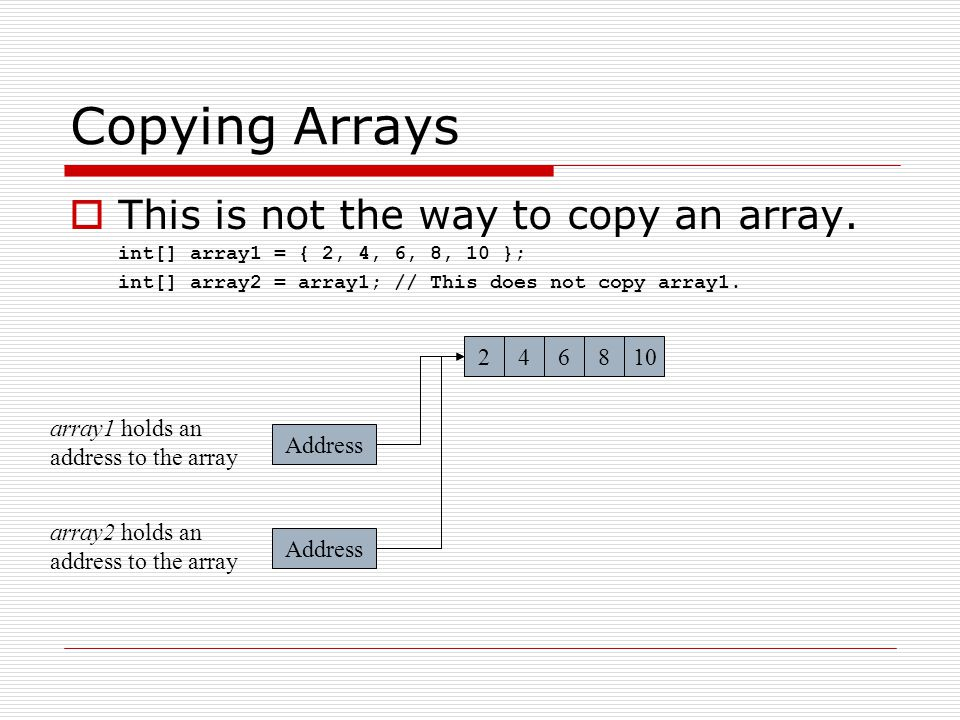 Copying Arrays
This is not the way to copy an array.
int[] array1 = { 2, 4, 6, 8, 10 };
int[] array2 = array1; // This does not copy array1.
2 4 6 8 10
array1 holds an
address to the array
Address
array2 holds an
address to the array
Address